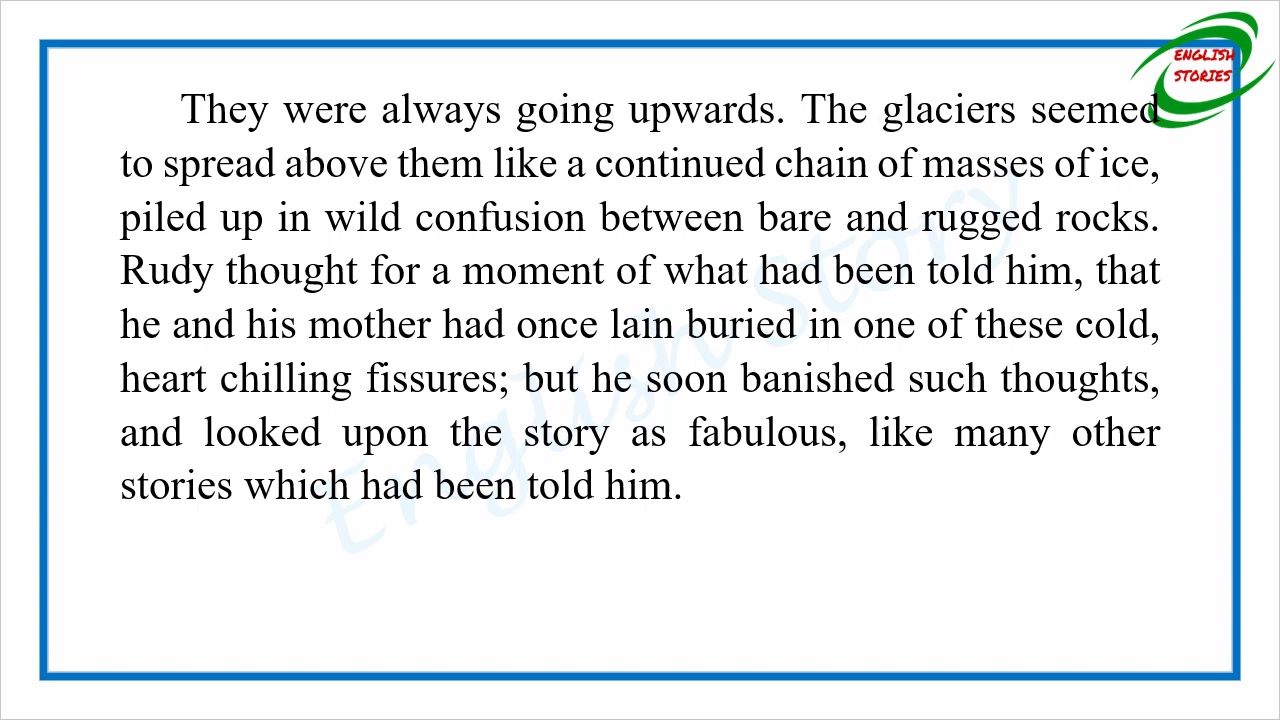 ENGLISH
STORIES
They were always going upwards. The glaciers seemed
to spread above them like a continued chain of masses of ice,
piled up in wild confusion between bare and rugged rocks.
Rudy thought for a moment of what had been told him, that
he and his mother had once lain buried in one of these cold,
heart chilling fissures; but he soon banished such thoughts,
and looked upon the story as fabulous, like many other
stories which had been told him.
English Story